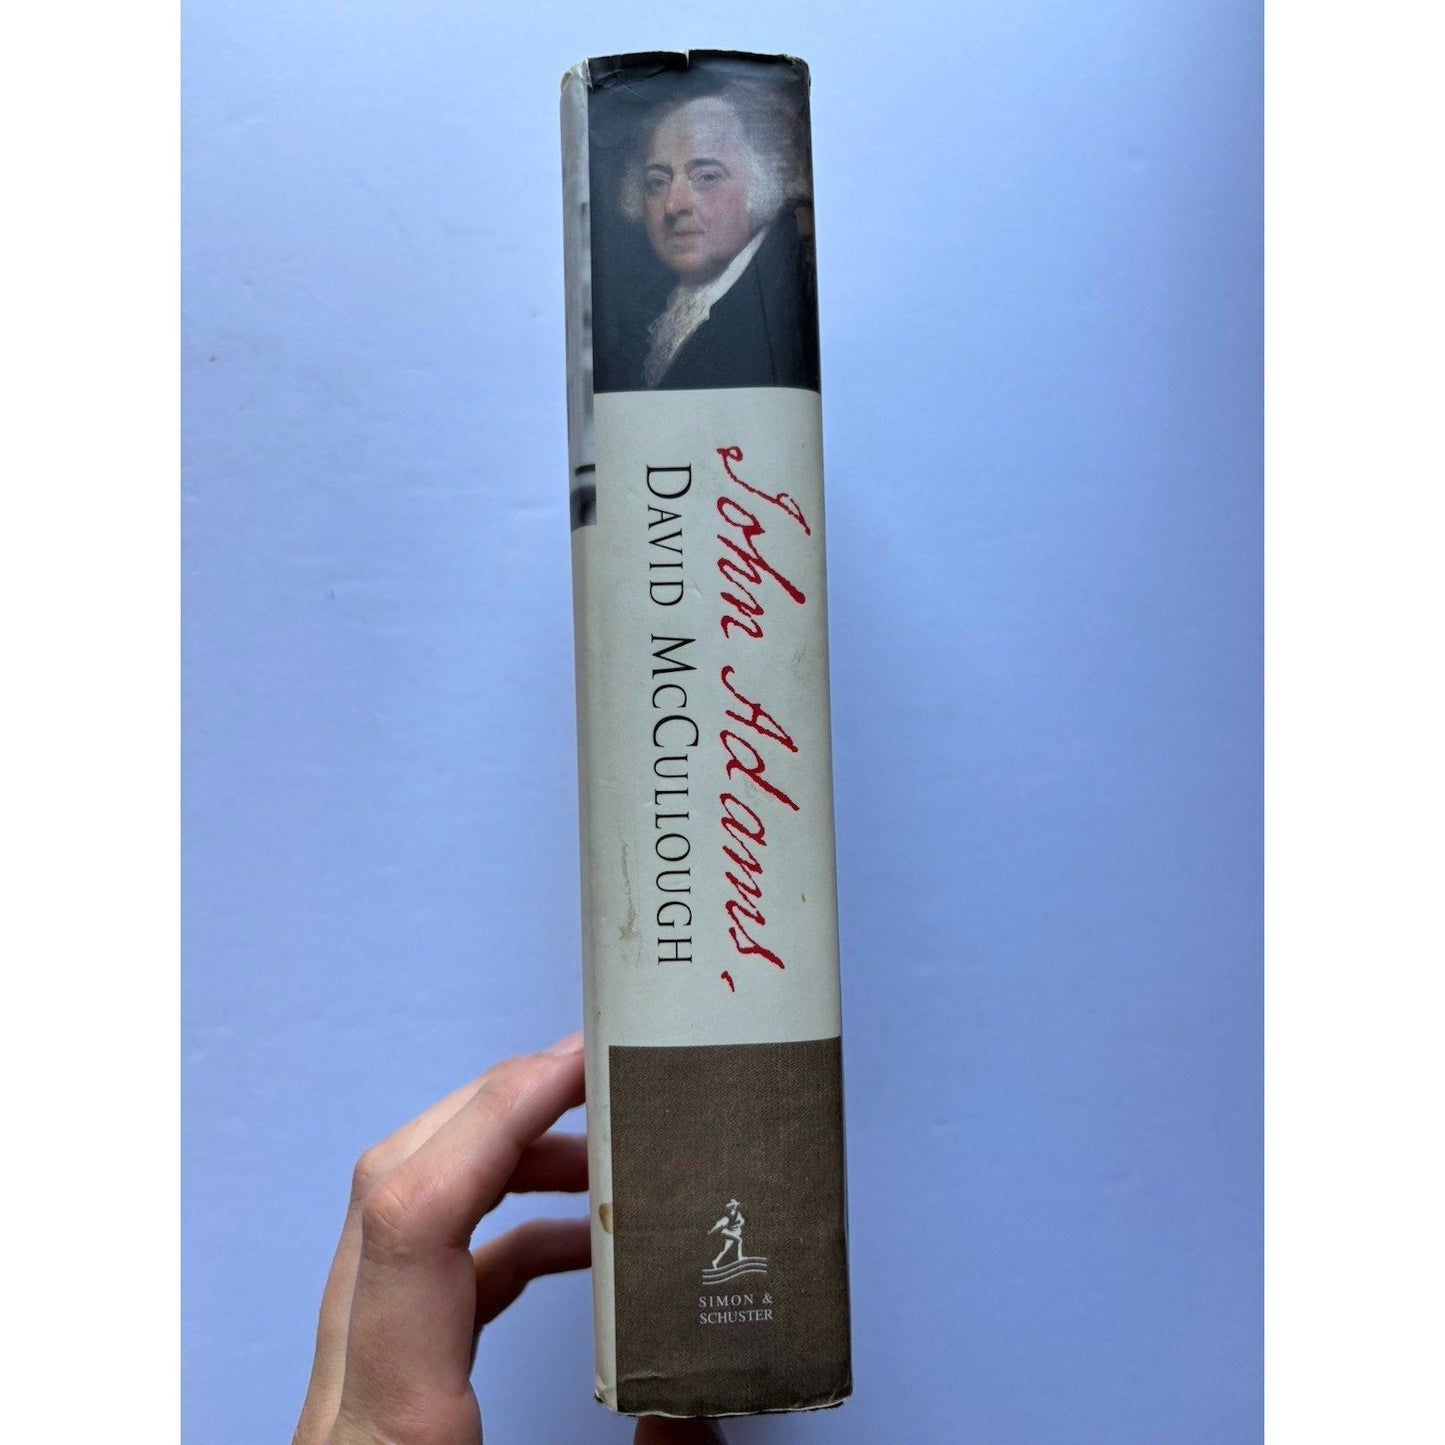 John Adams,
DAVID MCCULLOUGH
SIMON &
SCHUSTER